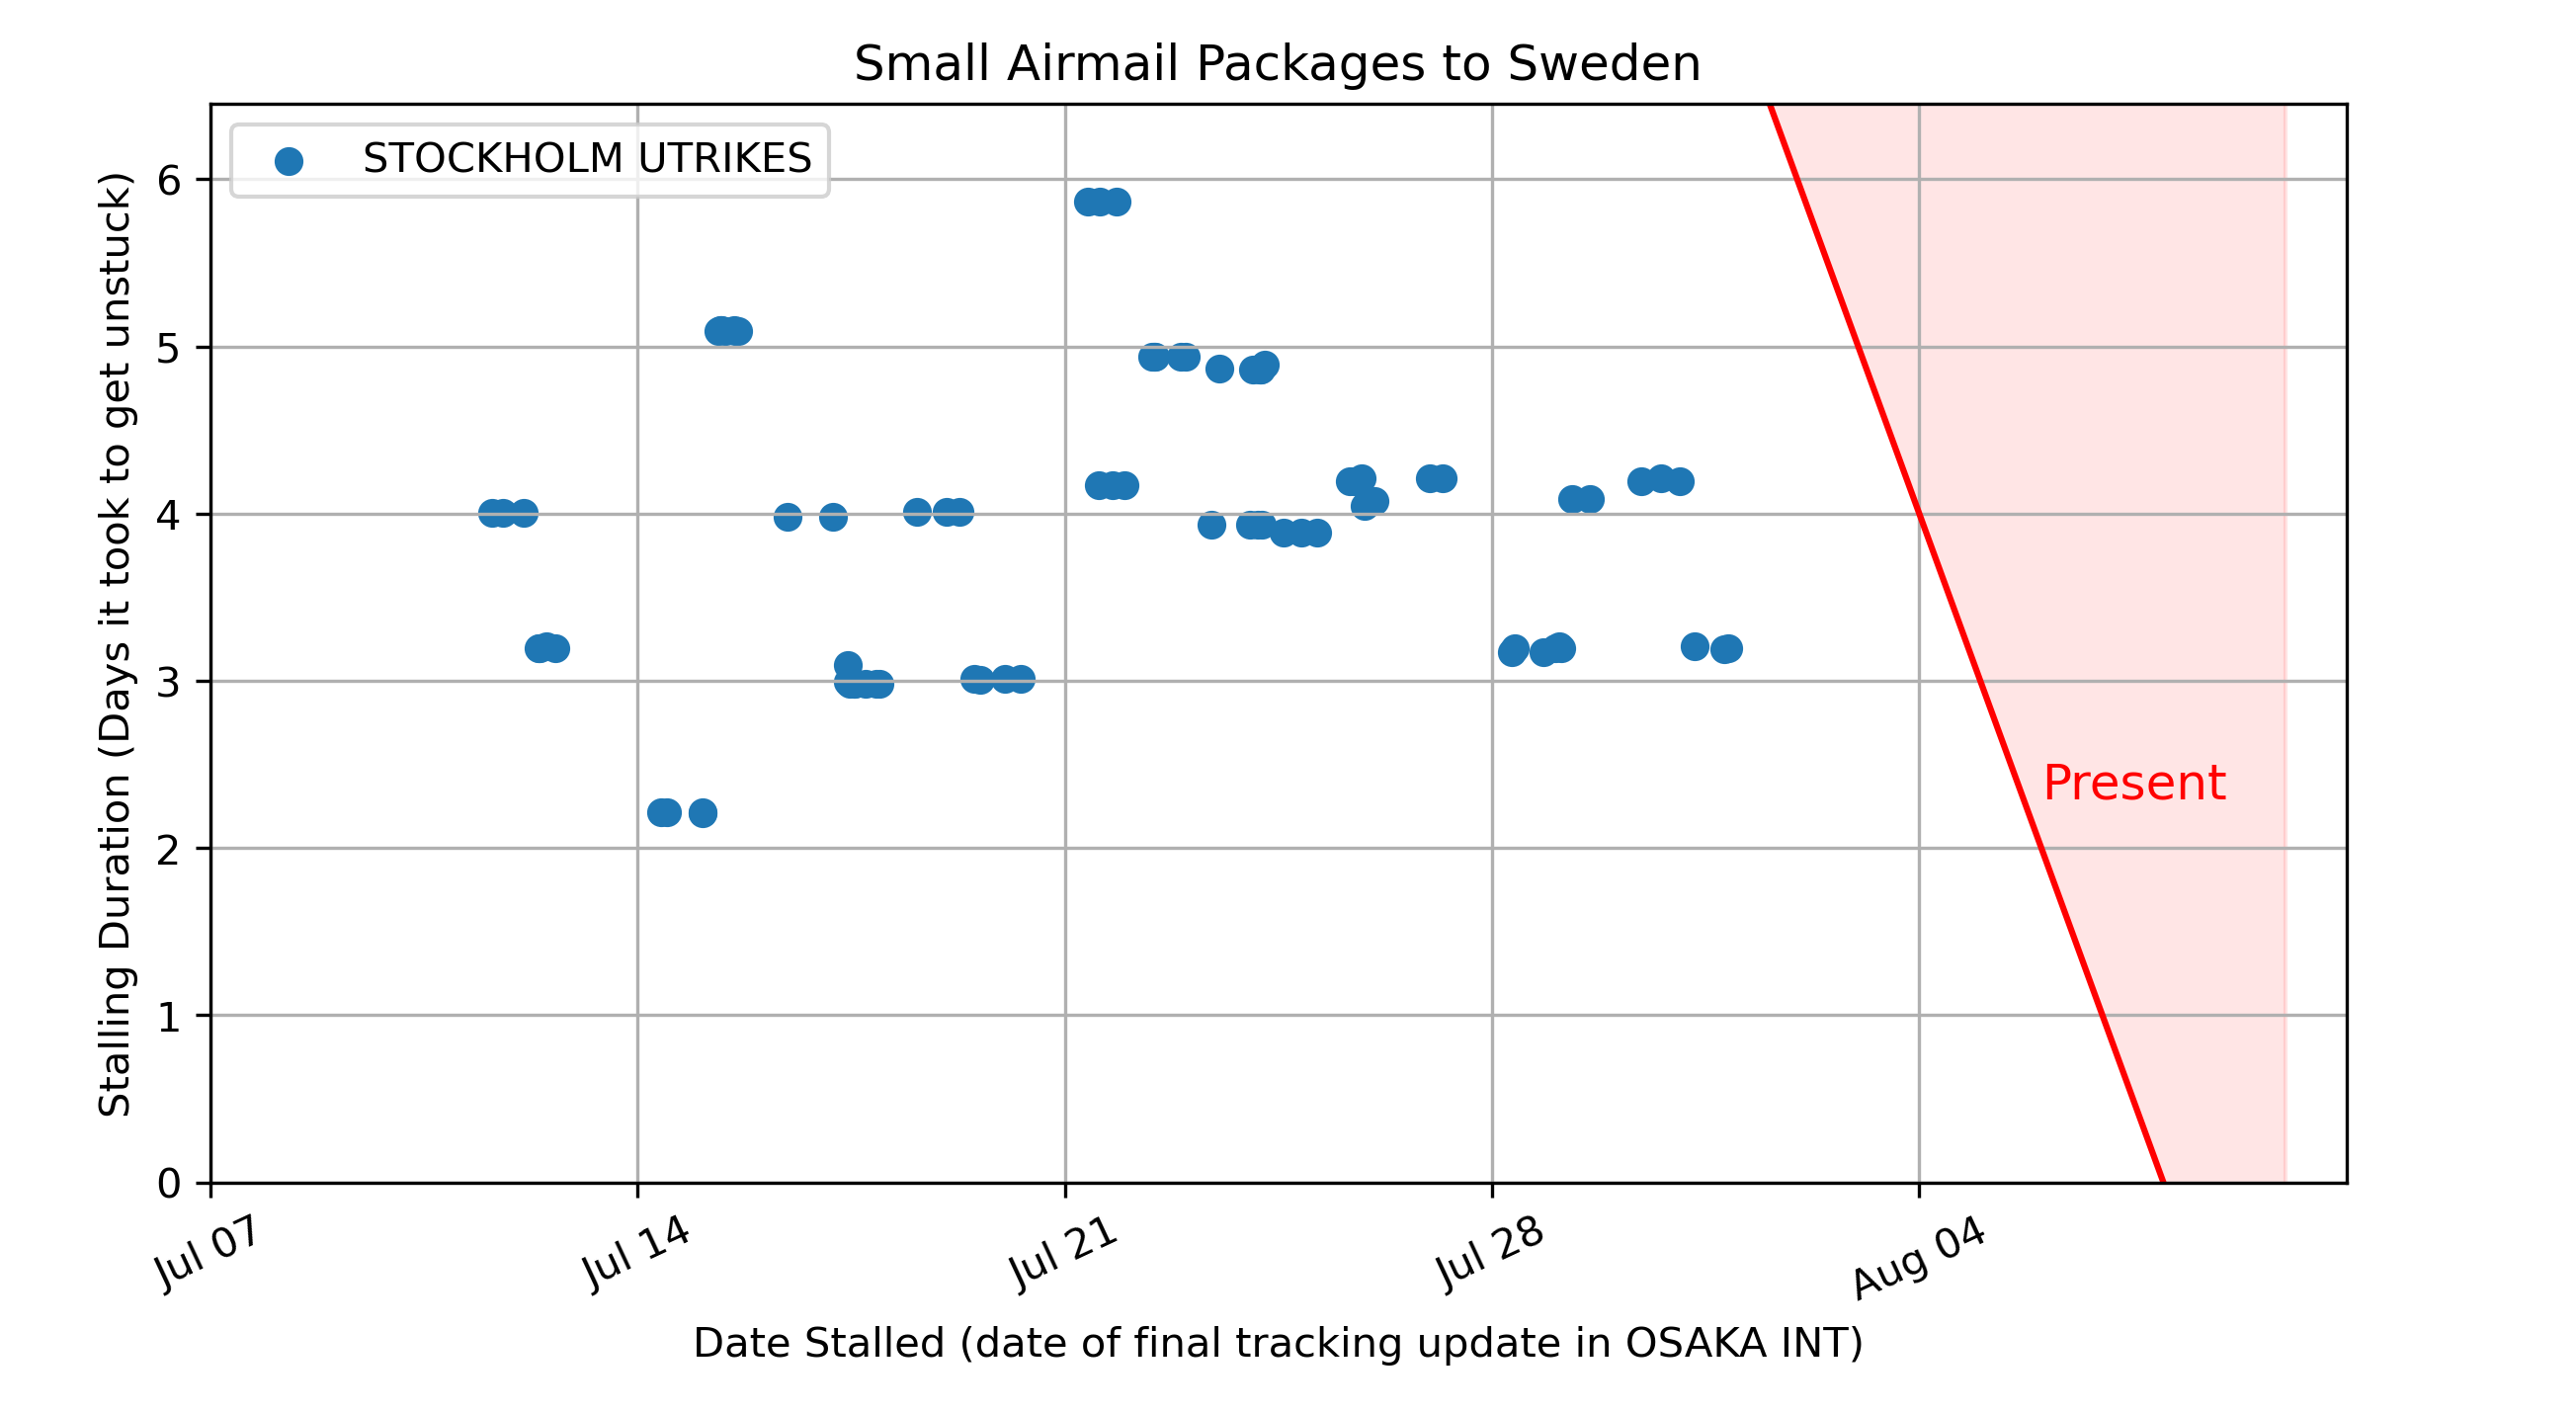 Small Airmail Packages to Sweden
STOCKHOLM UTRIKES
Stalling Duration (Days it took to get unstuck)
6
5
4
3
2
1
0
Present
Jul 07
Jul 14
Jul 21
Jul 28
Aug 04
Date Stalled (date of final tracking update in OSAKA INT)